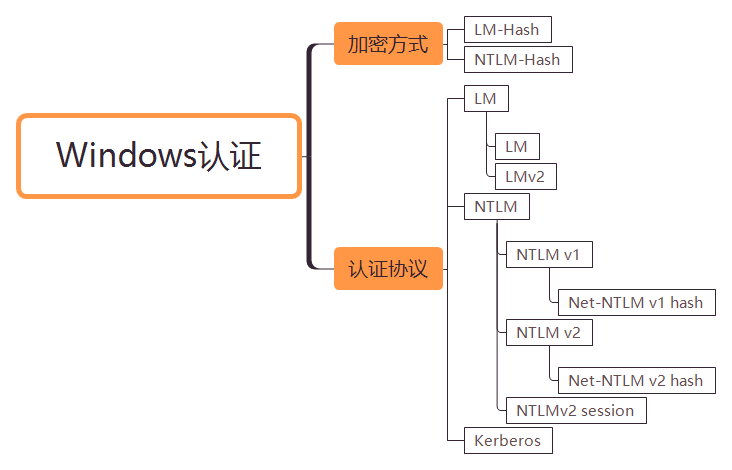 Windows认证
加密方式
LM-Hash
NTLM-Hash
认证协议
LM
LM
LMv2
NTLM
NTLM v1
Net-NTLM v1 hash
NTLM v2
Net-NTLM v2 hash
NTLMv2 session
Kerberos